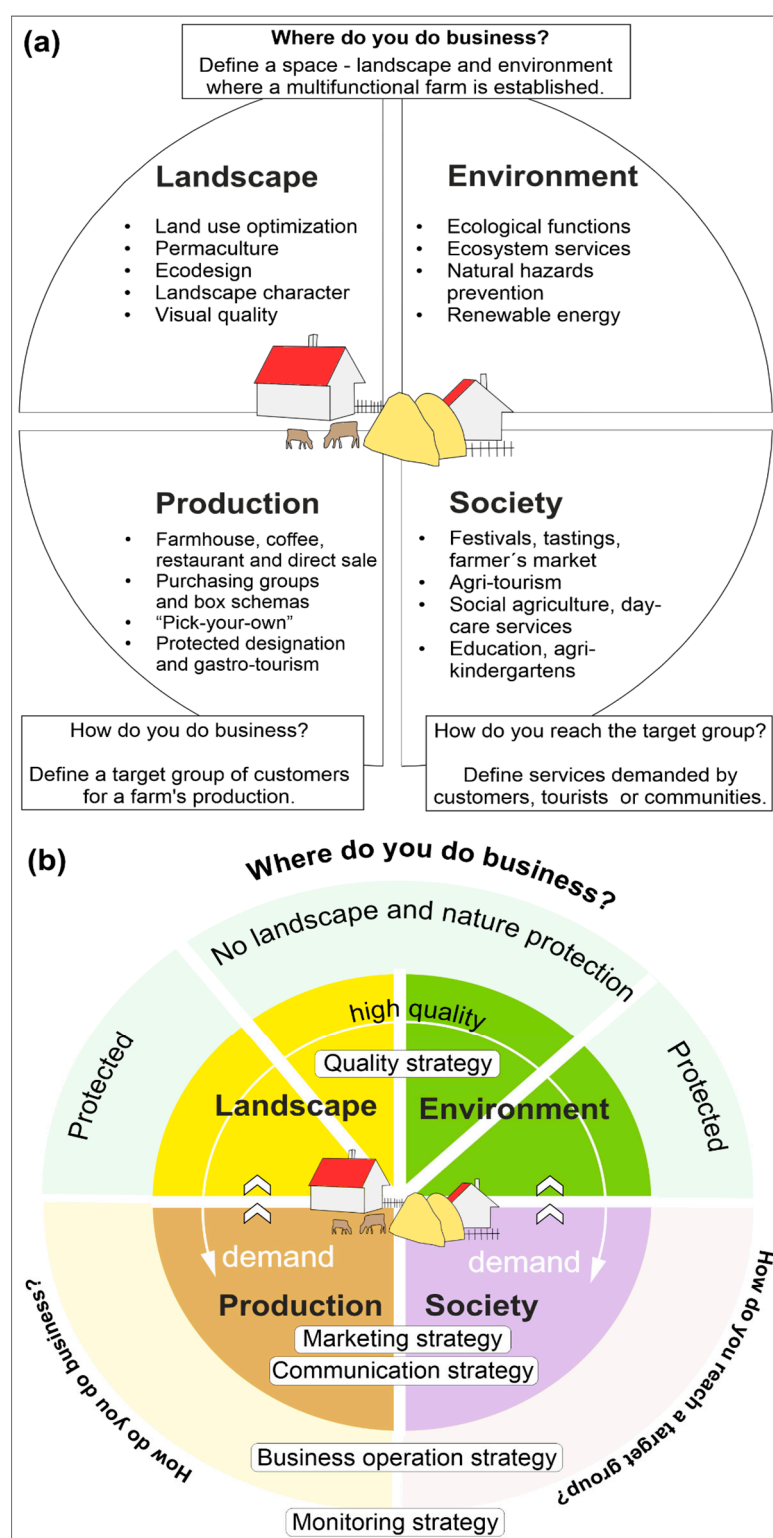 (a)
Where do you do business?
Define a space - landscape and environment
where a multifunctional farm is established.
Landscape
• Land use optimization
• Permaculture
• Ecodesign
• Landscape character
• Visual quality
Environment
• Ecological functions
• Ecosystem services
• Natural hazards
prevention
• Renewable energy
Production
• Farmhouse, coffee,
restaurant and direct sale
• Purchasing groups
and box schemas
• “Pick-your-own”
• Protected designation
and gastro-tourism
Society
• Festivals, tastings,
farmer´s market
• Agri-tourism
• Social agriculture, day-
care services
• Education, agri-
kindergartens
How do you do business?
Define a target group of customers
for a farm's production.
How do you reach the target group?
Define services demanded by
customers, tourists or communities.
(b)
Where do you do business?
No landscape and nature protection
Protected
Protected
high quality
Quality strategy
Landscape
Environment
demand
demand
Production
Society
Marketing strategy
Communication strategy
How do you do business?
How do you reach a target group?
Business operation strategy
Monitoring strategy